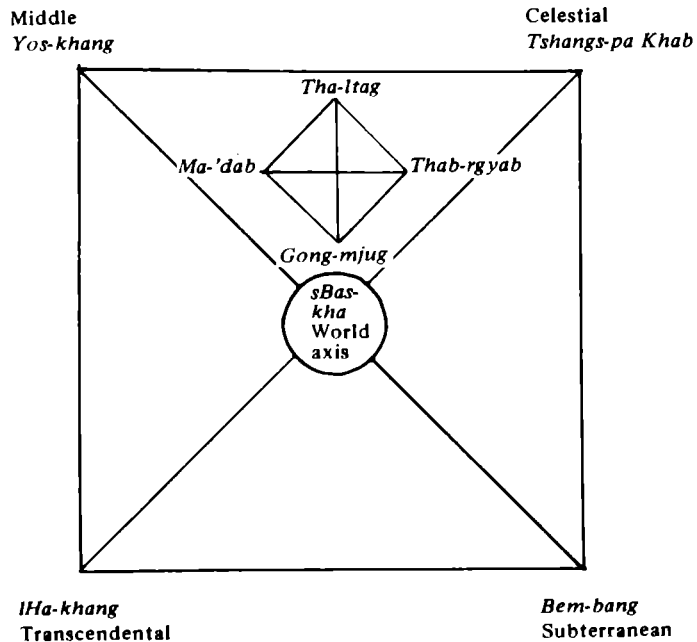 Middle
Yos-khang
Celestial
Tshangs-pa Khab
Tha-ltag
Ma-'dab
Thab-rgyab
Gong-mjug
sBas-
kha
World
axis
lHa-khang
Transcendental
Bem-bang
Subterranean